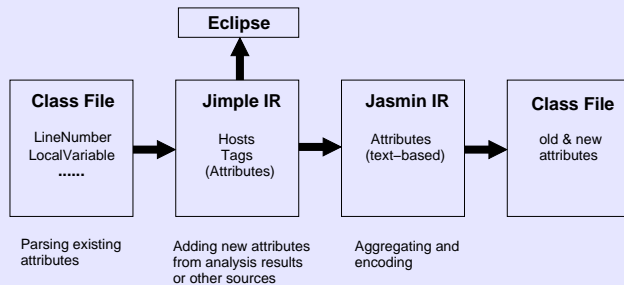 Eclipse
Class File
LineNumber
LocalVariable
......
Jimple IR
Hosts
Tags
(Attributes)
Jasmin IR
Attributes
(text–based)
Class File
old & new
attributes
Parsing existing
attributes
Adding new attributes
from analysis results
or other sources
Aggregating and
encoding